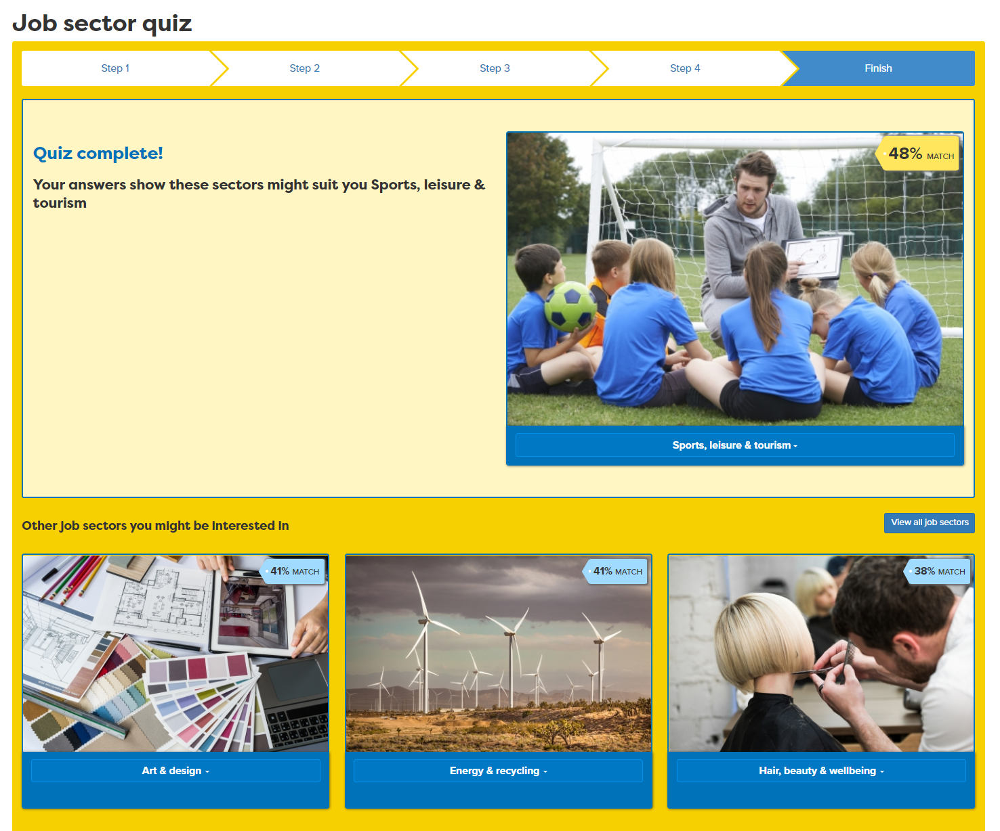 Job sector quiz
Step 1
Step 2
Step 3
Step 4
Finish
Quiz complete!
Your answers show these sectors might suit you Sports, leisure &
tourism
48% MATCH
Sports, leisure & tourism
Other job sectors you might be interested in
View all job sectors
41% MATCH
41% MATCH
38% MATCH
Art & design
Energy & recycling
Hair, beauty & wellbeing